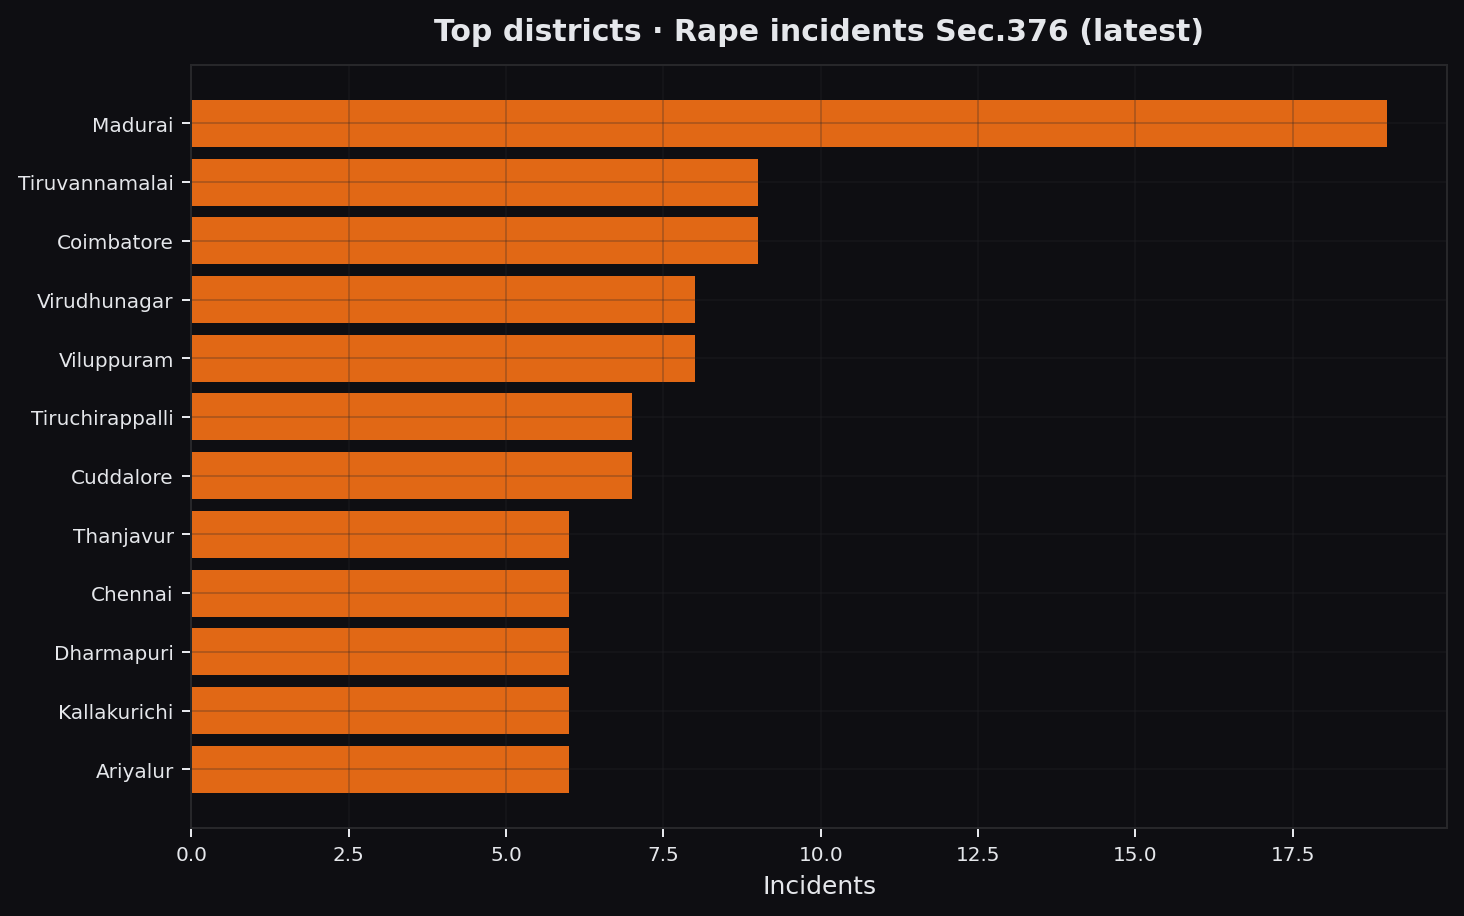 Top districts · Rape incidents Sec.376 (latest)
Madurai
Tiruvannamalai
Coimbatore
Virudhunagar
Viluppuram
Tiruchirappalli
Cuddalore
Thanjavur
Chennai
Dharmapuri
Kallakurichi
Ariyalur
0.0 2.5 5.0 7.5 10.0 12.5 15.0 17.5
Incidents